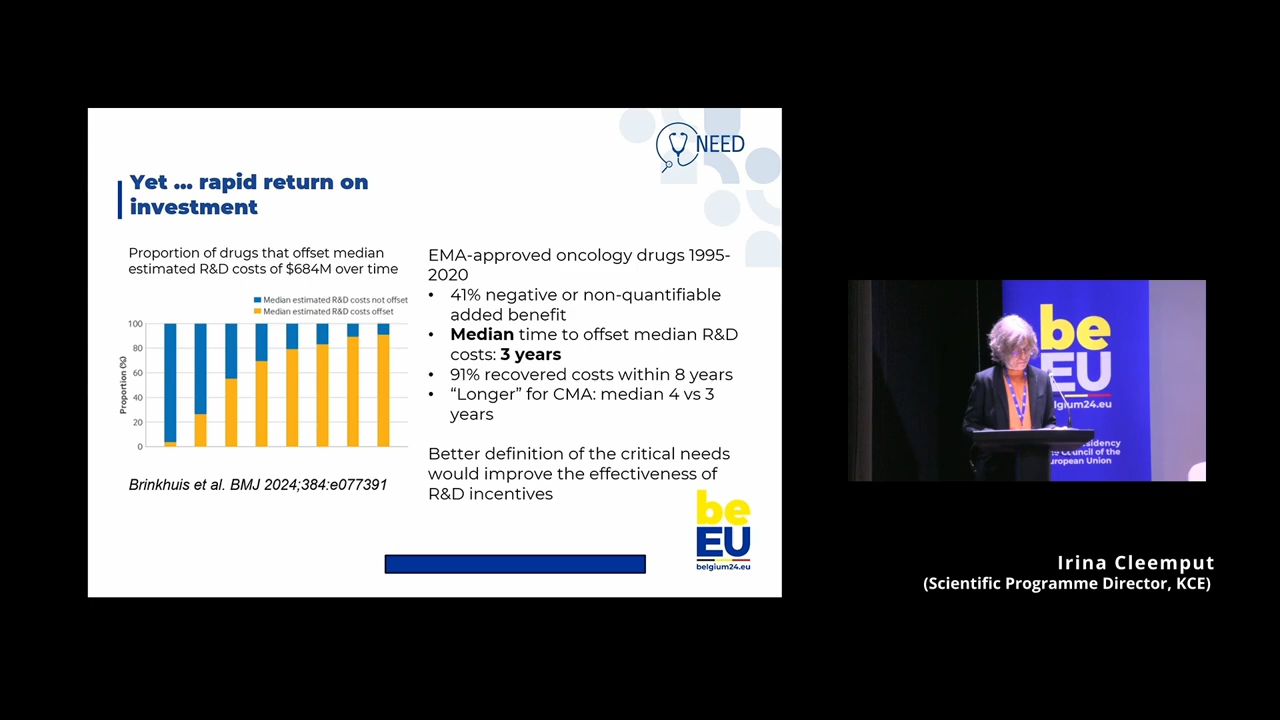 NEED
Yet ... rapid return on
investment
Proportion of drugs that offset median
estimated R&D costs of $684M over time
Median estimated R&D costs not offset
Median estimated R&D costs offset
Proportion (%)
100
80
60
40
20
0
Brinkhuis et al. BMJ 2024;384:e077391
EMA-approved oncology drugs 1995-
2020
• 41% negative or non-quantifiable
added benefit
• Median time to offset median R&D
costs: 3 years
• 91% recovered costs within 8 years
• “Longer” for CMA: median 4 vs 3
years
Better definition of the critical needs
would improve the effectiveness of
R&D incentives
be
EU
belgium24.eu
be
EU
elgium24.eu
sidency
the Council of the
uropean Union
Irina Cleemput
(Scientific Programme Director, KCE)